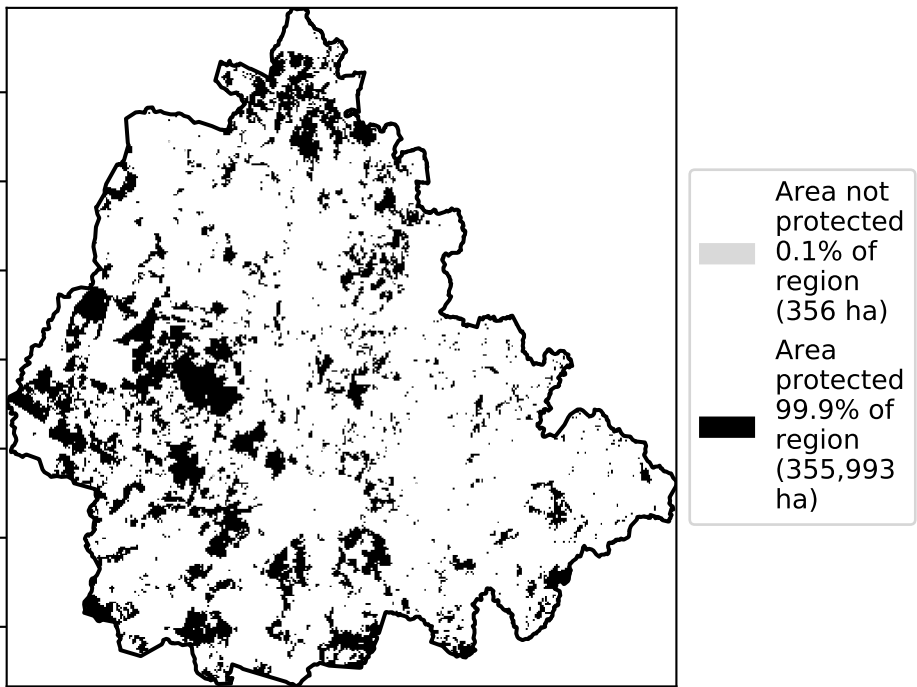 Area not
protected
0.1% of
region
(356 ha)
Area
protected
99.9% of
region
(355,993
ha)